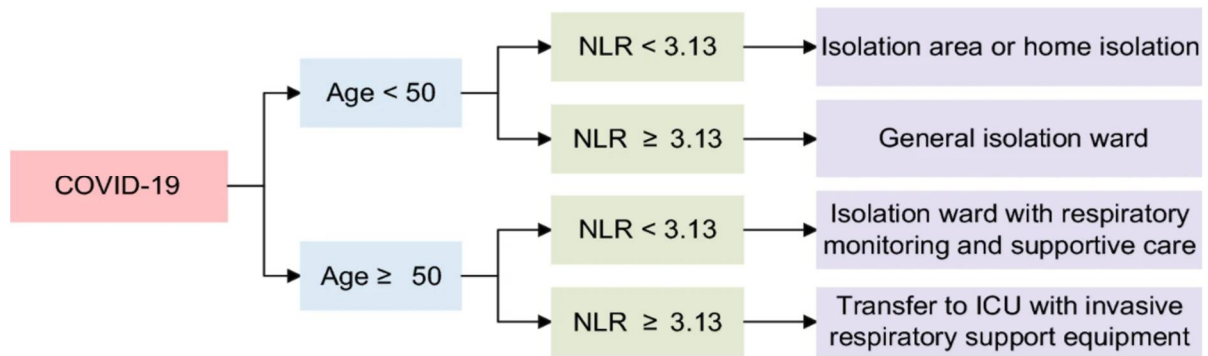 COVID-19
Age < 50
Age ≥ 50
NLR < 3.13
NLR ≥ 3.13
NLR < 3.13
NLR ≥ 3.13
Isolation area or home isolation
General isolation ward
Isolation ward with respiratory
monitoring and supportive care
Transfer to ICU with invasive
respiratory support equipment